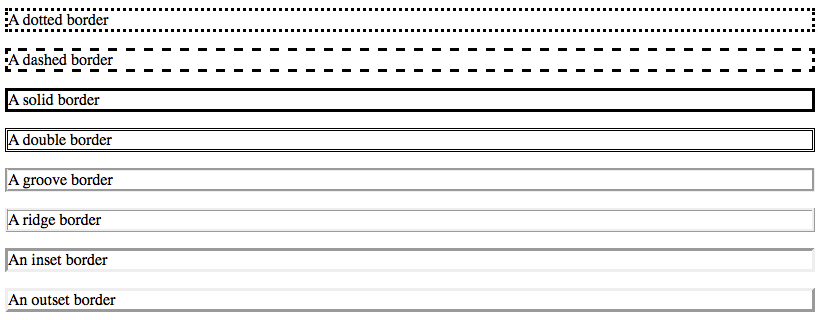 A dotted border
A dashed border
A solid border
A double border
A groove border
A ridge border
An inset border
An outset border